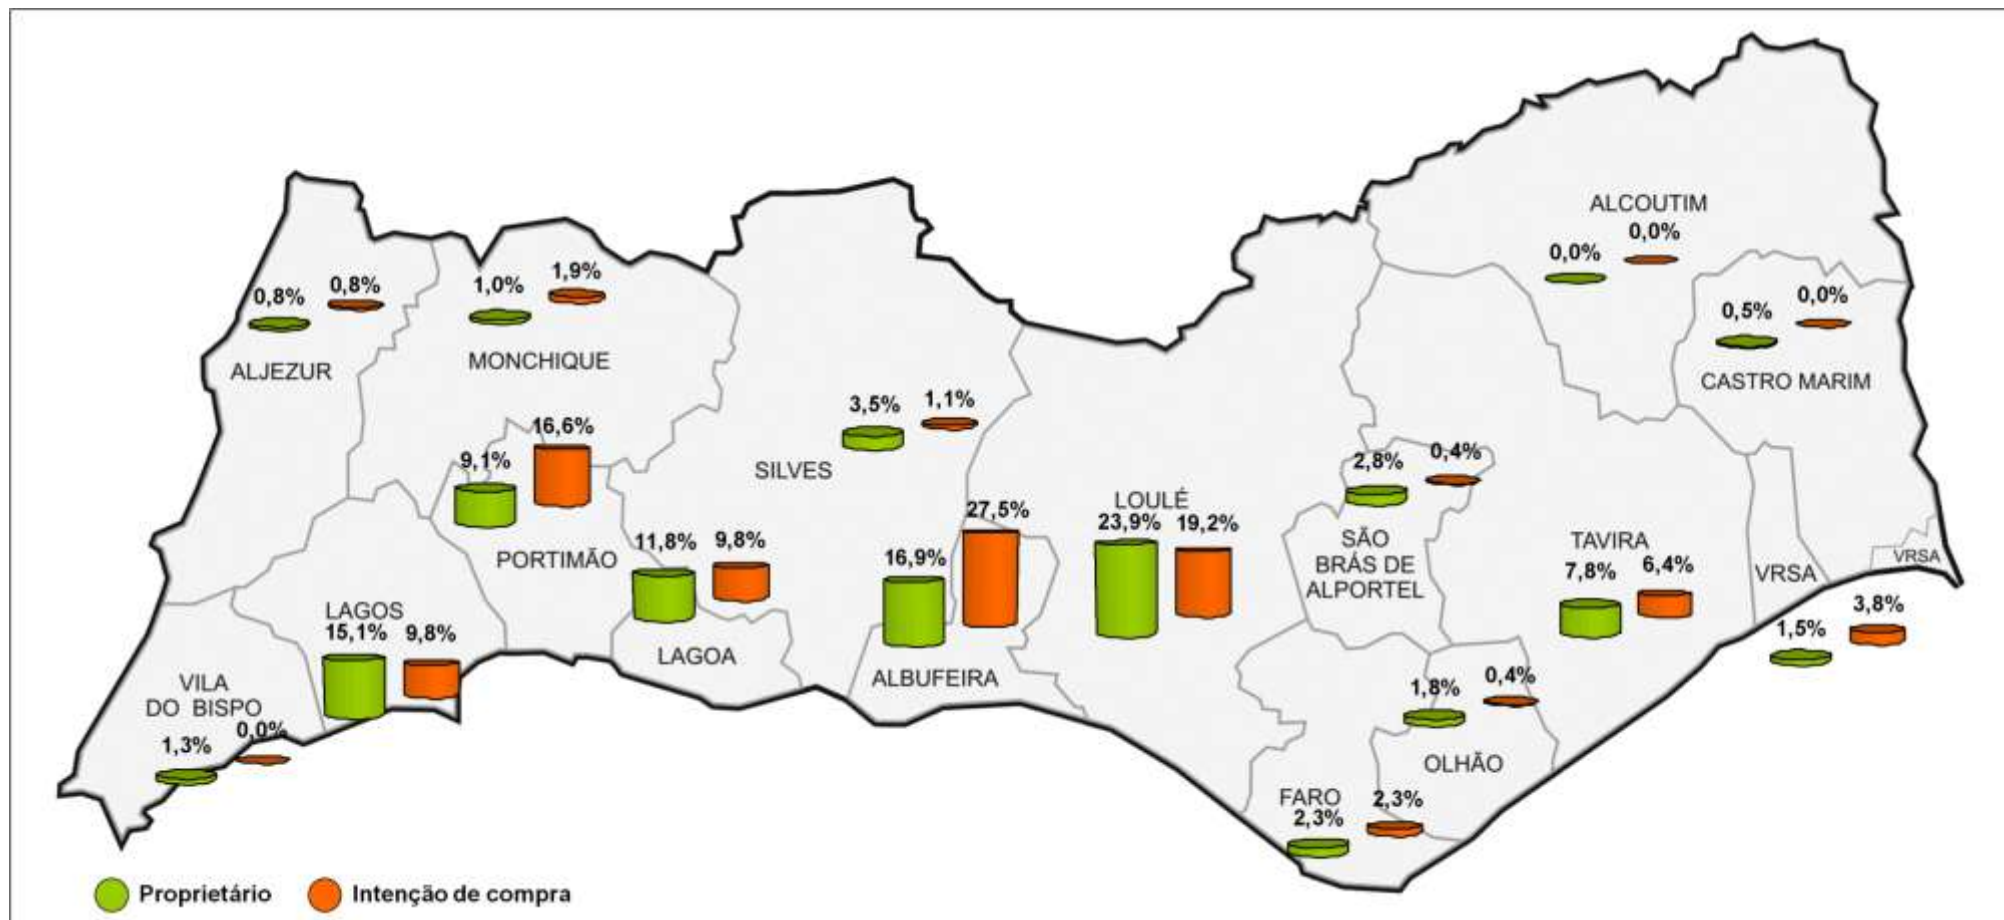 ALCOUTIM
0,0%
0,0%
0,8%
0,8%
ALJEZUR
1,0%
1,9%
MONCHIQUE
0,5%
0,0%
CASTRO MARIM
3,5%
1,1%
SILVES
9,1%
16,6%
PORTIMÃO
11,8%
9,8%
LAGOA
16,9%
27,5%
ALBUFEIRA
LOULÉ
23,9%
19,2%
2,8%
0,4%
SÃO
BRÁS DE
ALPORTEL
TAVIRA
7,8%
6,4%
VRSA
VRSA
1,5%
3,8%
LAGOS
15,1%
9,8%
VILA
DO BISPO
1,3%
0,0%
1,8%
0,4%
OLHÃO
FARO
2,3%
2,3%
Proprietário
Intenção de compra